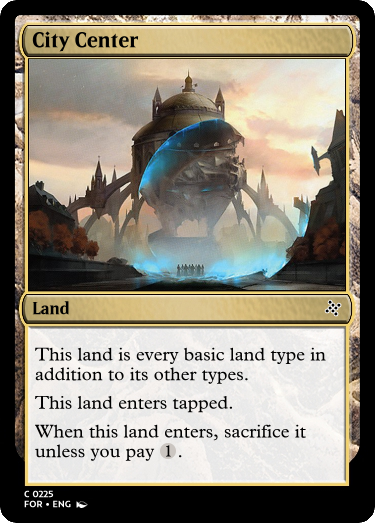 City Center
Land
This land is every basic land type in
addition to its other types.
This land enters tapped.
When this land enters, sacrifice it
unless you pay 1.
C 0225
FOR • ENG